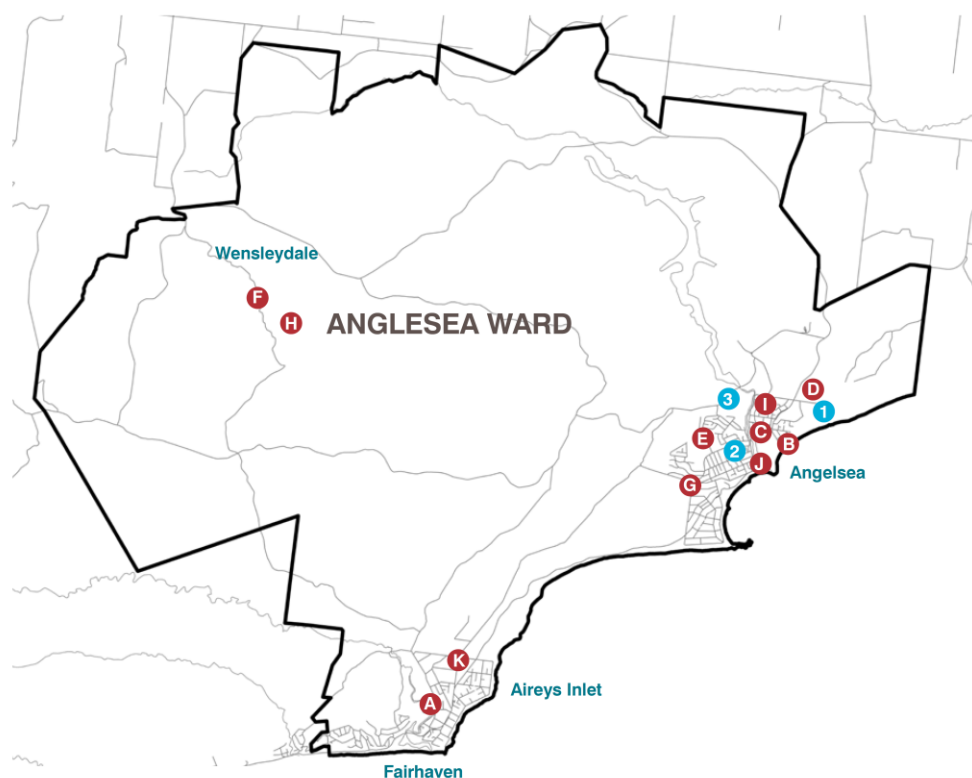 Wensleydale
F
H
ANGLESEA WARD
D
3
I
1
C
E
B
2
J
Angelsea
G
K
Aireys Inlet
A
Fairhaven